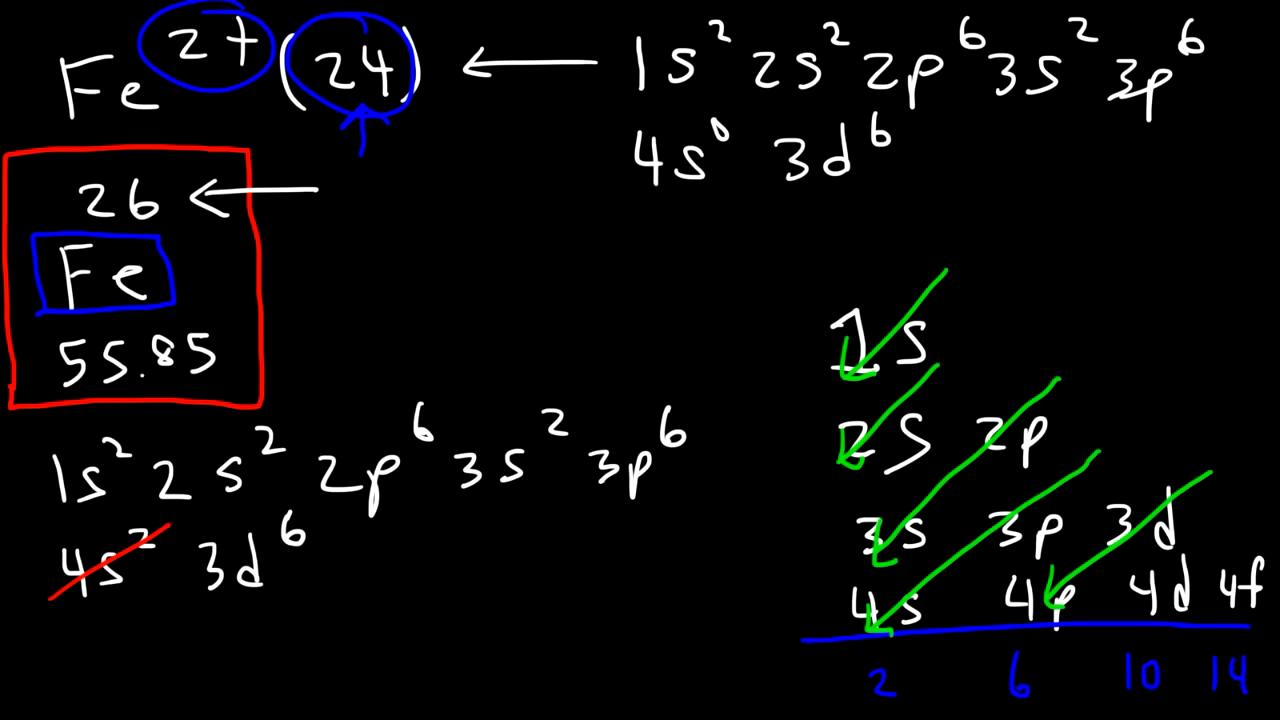 Fe²⁺ (24) ← 1s² 2s² 2p⁶ 3s² 3p⁶
4s⁰ 3d⁶
26 ←
Fe
55.85
1s² 2s² 2p⁶ 3s² 3p⁶
4s² 3d⁶
1s
2s 2p
3s 3p 3d
4s 4p 4d 4f
2 6 10 14